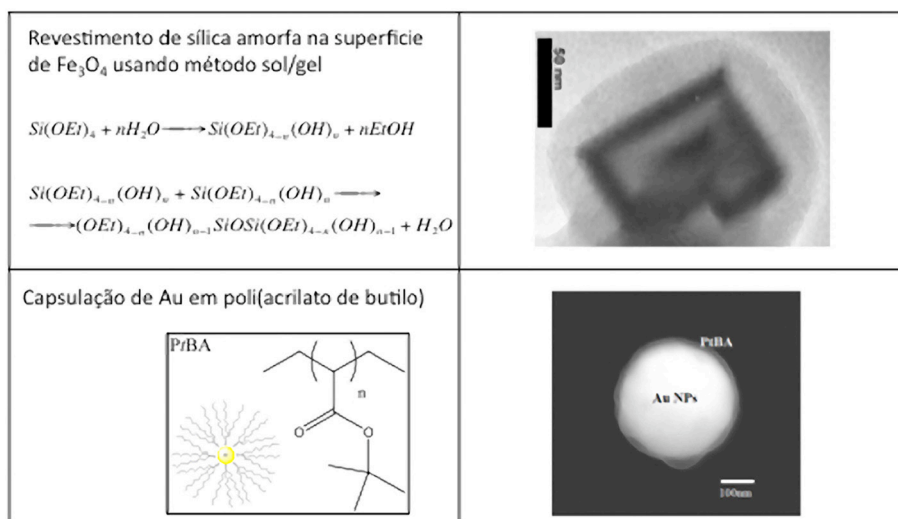 Revestimento de sílica amorfa na superficie
de Fe₃O₄ usando método sol/gel
Si(OEt)₄ + nH₂O ⟶ Si(OEt)₄₋ₙ(OH)ₙ + nEtOH
Si(OEt)₄₋ₙ(OH)ₙ + Si(OEt)₄₋ₙ(OH)ₙ ⟶
⟶(OEt)₄₋ₙ(OH)ₙ₋₁SiOSi(OEt)₄₋ₙ(OH)ₙ₋₁ + H₂O
50 nm
Capsulação de Au em poli(acrilato de butilo)
PtBA
n
O
O
PtBA
Au NPs
100nm